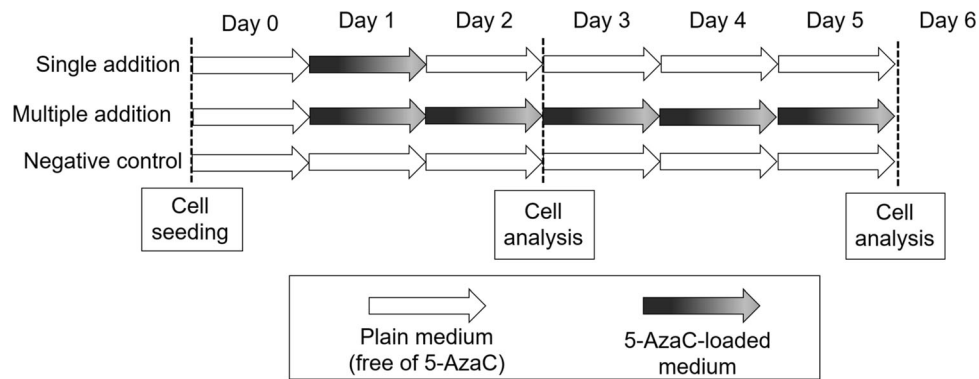 Day 0 Day 1 Day 2 Day 3 Day 4 Day 5 Day 6
Single addition
Multiple addition
Negative control
Cell
seeding
Cell
analysis
Cell
analysis
Plain medium
(free of 5-AzaC)
5-AzaC-loaded
medium